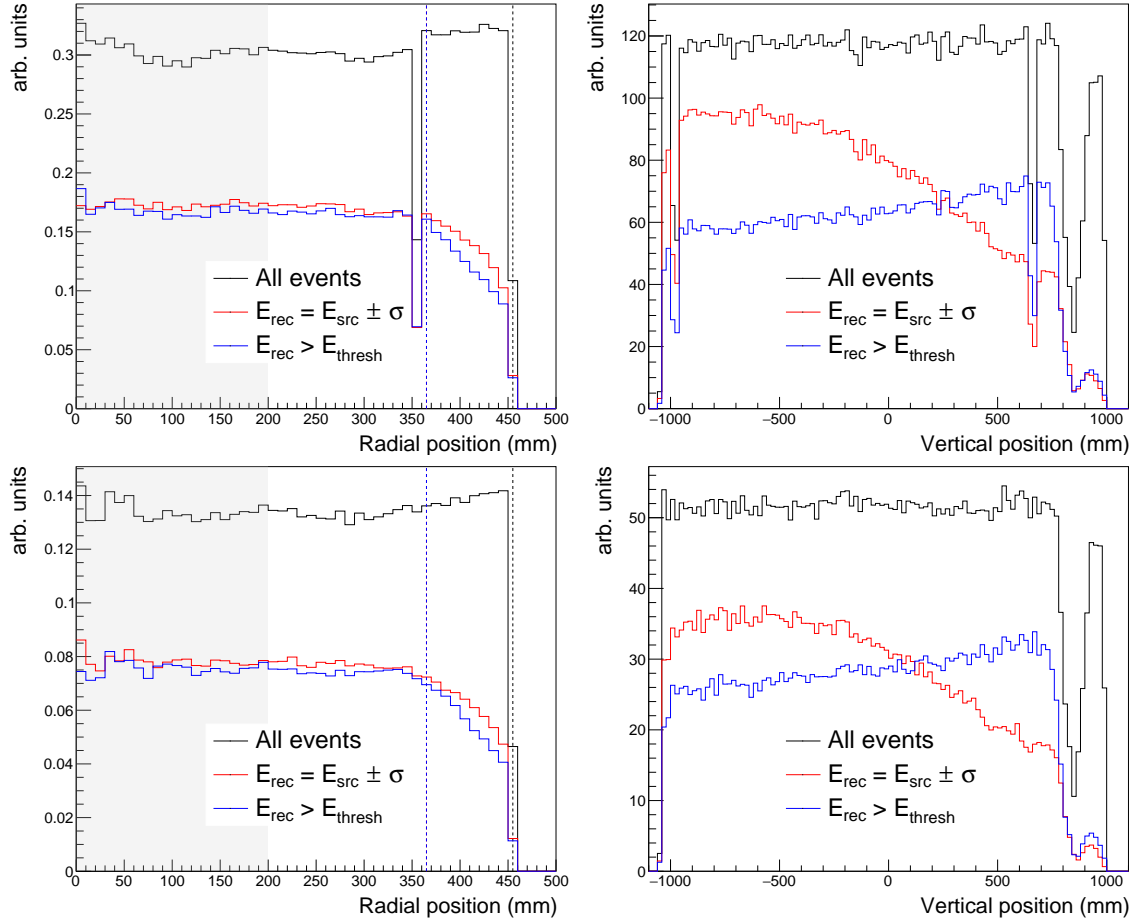 arb. units
0.3
0.25
0.2
0.15
0.1
0.05
0
All events
E_rec = E_src ± σ
E_rec > E_thresh
0 50 100 150 200 250 300 350 400 450 500
Radial position (mm)
arb. units
120
100
80
60
40
20
0
All events
E_rec = E_src ± σ
E_rec > E_thresh
−1000 −500 0 500 1000
Vertical position (mm)
arb. units
0.14
0.12
0.1
0.08
0.06
0.04
0.02
0
All events
E_rec = E_src ± σ
E_rec > E_thresh
0 50 100 150 200 250 300 350 400 450 500
Radial position (mm)
arb. units
50
40
30
20
10
0
All events
E_rec = E_src ± σ
E_rec > E_thresh
−1000 −500 0 500 1000
Vertical position (mm)